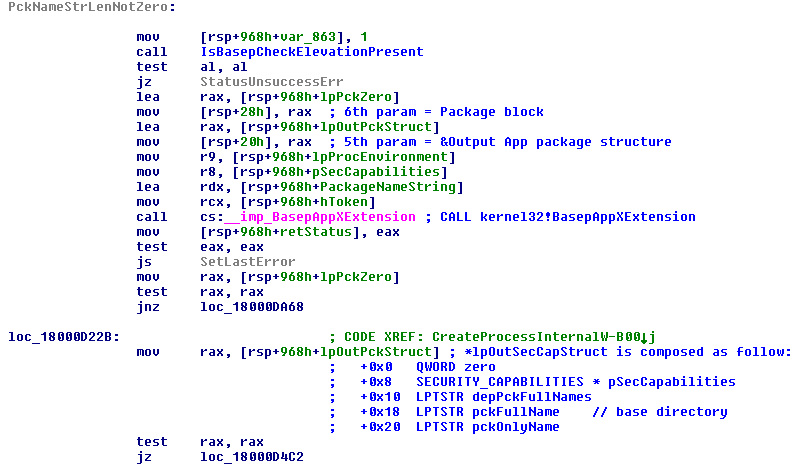 PckNameStrLenNotZero:
mov [rsp+968h+var_863], 1
call IsBasepCheckElevationPresent
test al, al
jz StatusUnsuccessErr
lea rax, [rsp+968h+lpPckZero]
mov [rsp+28h], rax ; 6th param = Package block
lea rax, [rsp+968h+lpOutPckStruct]
mov [rsp+20h], rax ; 5th param = &Output App package structure
mov r9, [rsp+968h+lpProcEnvironment]
mov r8, [rsp+968h+pSecCapabilities]
lea rdx, [rsp+968h+PackageNameString]
mov rcx, [rsp+968h+hToken]
call cs:__imp_BasepAppXExtension ; CALL kernel32!BasepAppXExtension
mov [rsp+968h+retStatus], eax
test eax, eax
js SetLastError
mov rax, [rsp+968h+lpPckZero]
test rax, rax
jnz loc_18000DA68
loc_18000D22B: ; CODE XREF: CreateProcessInternalW-B00↓j
mov rax, [rsp+968h+lpOutPckStruct] ; *lpOutSecCapStruct is composed as follow:
; +0x0 QWORD zero
; +0x8 SECURITY_CAPABILITIES * pSecCapabilities
; +0x10 LPTSTR depPckFullNames
; +0x18 LPTSTR pckFullName // base directory
; +0x20 LPTSTR pckOnlyName
test rax, rax
jz loc_18000D4C2